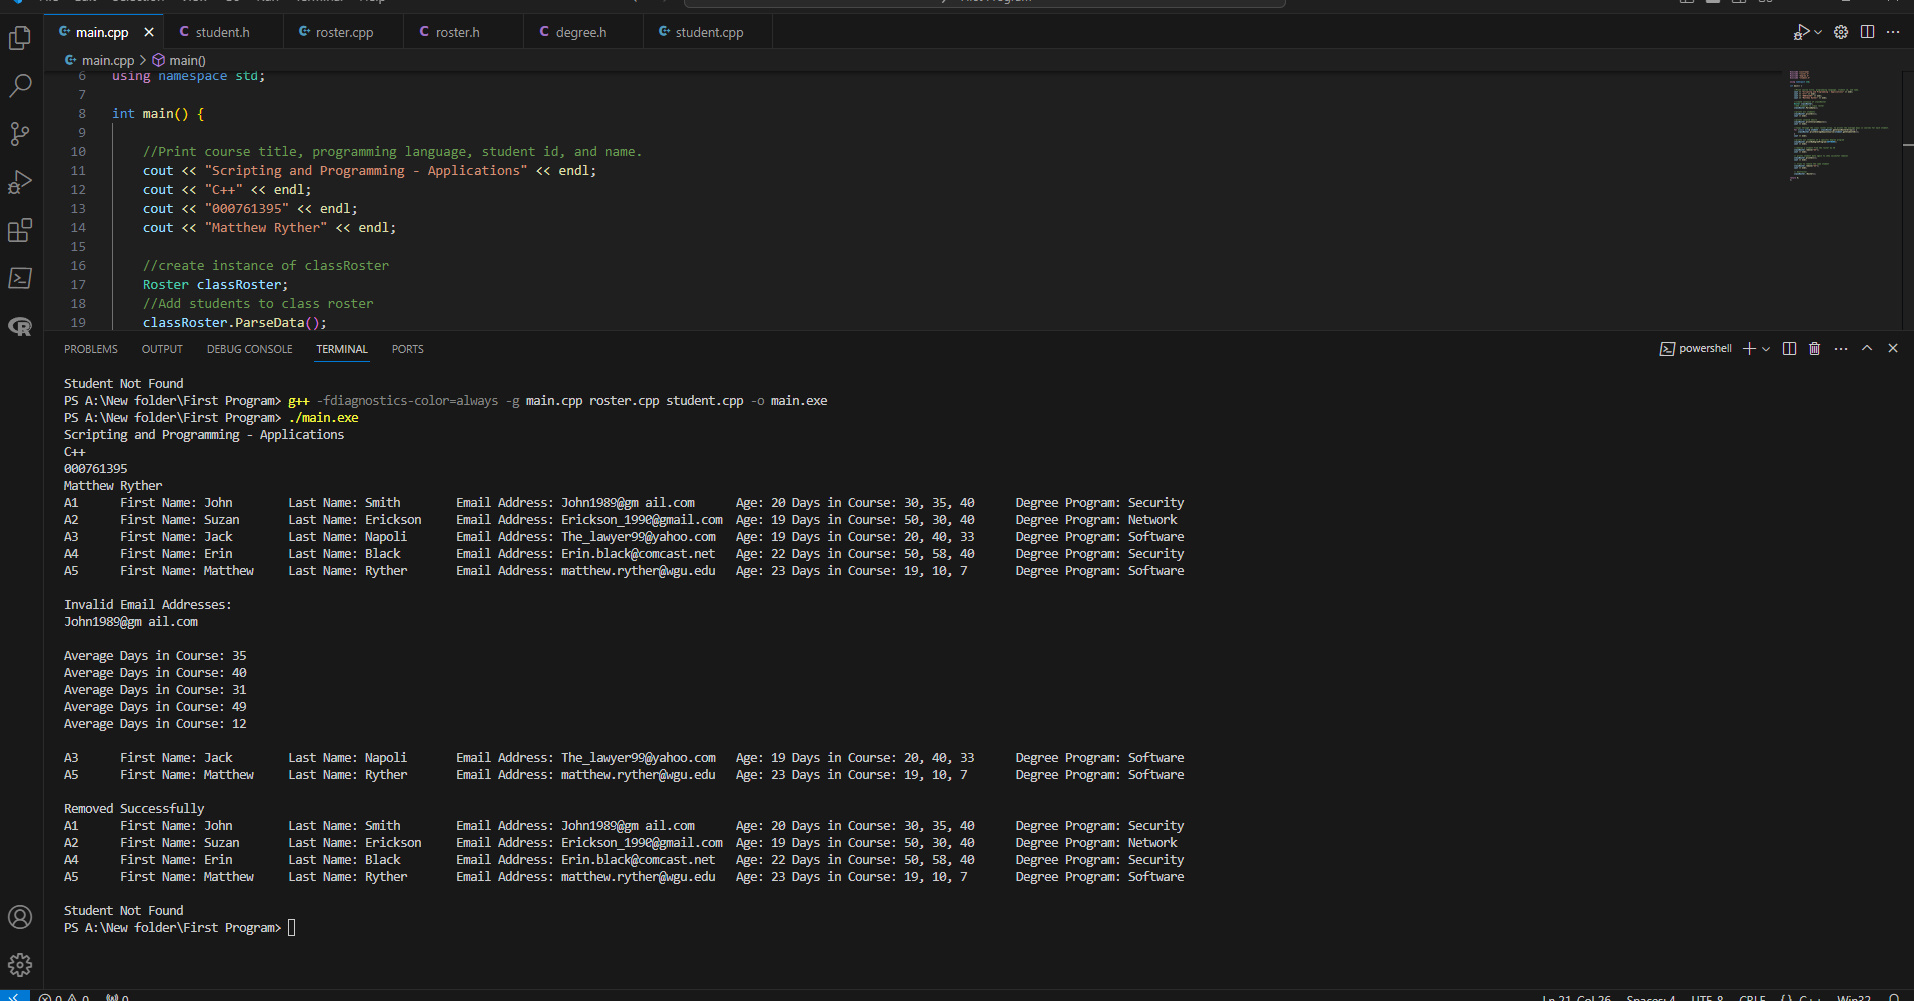 main.cpp student.h roster.cpp roster.h degree.h student.cpp
main.cpp > main()
6 using namespace std;
7
8 int main() {
9
10 //Print course title, programming language, student id, and name.
11 cout << "Scripting and Programming - Applications" << endl;
12 cout << "C++" << endl;
13 cout << "000761395" << endl;
14 cout << "Matthew Ryther" << endl;
15
16 //create instance of classRoster
17 Roster classRoster;
18 //Add students to class roster
19 classRoster.ParseData();
PROBLEMS OUTPUT DEBUG CONSOLE TERMINAL PORTS powershell
Student Not Found
PS A:\New folder\First Program> g++ -fdiagnostics-color=always -g main.cpp roster.cpp student.cpp -o main.exe
PS A:\New folder\First Program> ./main.exe
Scripting and Programming - Applications
C++
000761395
Matthew Ryther
A1 First Name: John Last Name: Smith Email Address: John1989@gm ail.com Age: 20 Days in Course: 30, 35, 40 Degree Program: Security
A2 First Name: Suzan Last Name: Erickson Email Address: Erickson_1990@gmail.com Age: 19 Days in Course: 50, 30, 40 Degree Program: Network
A3 First Name: Jack Last Name: Napoli Email Address: The_lawyer99@yahoo.com Age: 19 Days in Course: 20, 40, 33 Degree Program: Software
A4 First Name: Erin Last Name: Black Email Address: Erin.black@comcast.net Age: 22 Days in Course: 50, 58, 40 Degree Program: Security
A5 First Name: Matthew Last Name: Ryther Email Address: matthew.ryther@wgu.edu Age: 23 Days in Course: 19, 10, 7 Degree Program: Software
Invalid Email Addresses:
John1989@gm ail.com
Average Days in Course: 35
Average Days in Course: 40
Average Days in Course: 31
Average Days in Course: 49
Average Days in Course: 12
A3 First Name: Jack Last Name: Napoli Email Address: The_lawyer99@yahoo.com Age: 19 Days in Course: 20, 40, 33 Degree Program: Software
A5 First Name: Matthew Last Name: Ryther Email Address: matthew.ryther@wgu.edu Age: 23 Days in Course: 19, 10, 7 Degree Program: Software
Removed Successfully
A1 First Name: John Last Name: Smith Email Address: John1989@gm ail.com Age: 20 Days in Course: 30, 35, 40 Degree Program: Security
A2 First Name: Suzan Last Name: Erickson Email Address: Erickson_1990@gmail.com Age: 19 Days in Course: 50, 30, 40 Degree Program: Network
A4 First Name: Erin Last Name: Black Email Address: Erin.black@comcast.net Age: 22 Days in Course: 50, 58, 40 Degree Program: Security
A5 First Name: Matthew Last Name: Ryther Email Address: matthew.ryther@wgu.edu Age: 23 Days in Course: 19, 10, 7 Degree Program: Software
Student Not Found
PS A:\New folder\First Program>
0 0 0 Ln 21, Col 26 Spaces: 4 UTF-8 CRLF {} C++ Win32